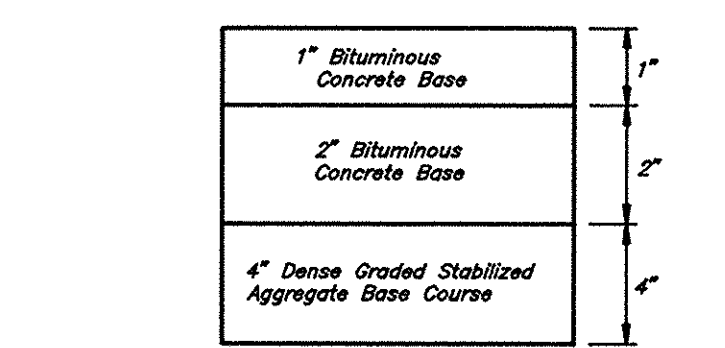 1" Bituminous
Concrete Base
1"
2" Bituminous
Concrete Base
2"
4" Dense Graded Stabilized
Aggregate Base Course
4"